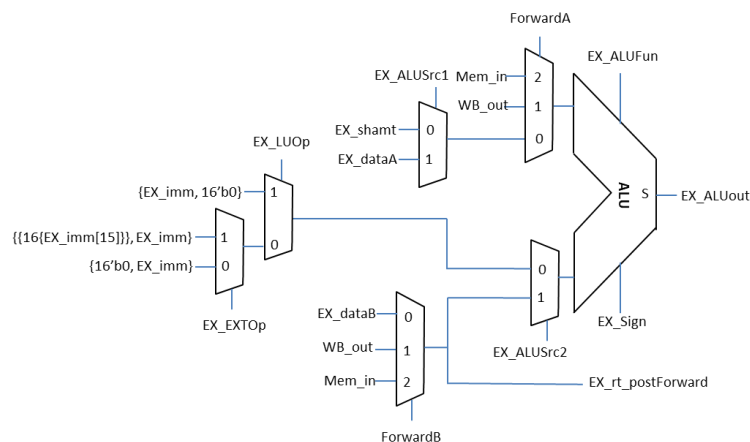 ForwardA
EX_ALUFun
EX_ALUSrc1
Mem_in
2
WB_out
1
0
EX_shamt
0
EX_dataA
1
EX_LUOp
{EX_imm, 16'b0}
1
{{16{EX_imm[15]}}, EX_imm}
1
0
{16'b0, EX_imm}
0
EX_EXTOp
ALU
S
EX_ALUout
0
1
EX_ALUSrc2
EX_Sign
EX_dataB
0
WB_out
1
Mem_in
2
EX_rt_postForward
ForwardB